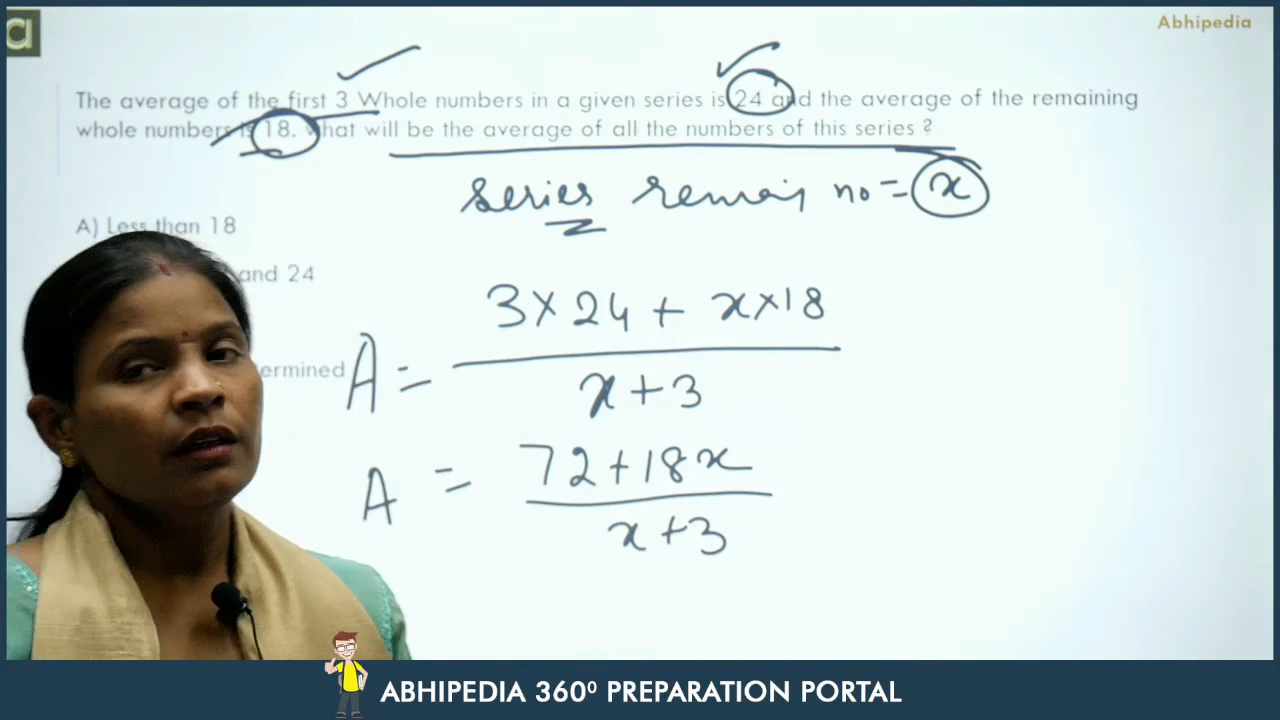 Abhipedia
a
The average of the first 3 Whole numbers in a given series is 24 and the average of the remaining
whole numbers is 18. What will be the average of all the numbers of this series ?
series remain no = x
A) Less than 18
and 24
3×24 + x×18
A =
x + 3
ermined
72+18x
A =
x + 3
ABHIPEDIA 360⁰ PREPARATION PORTAL